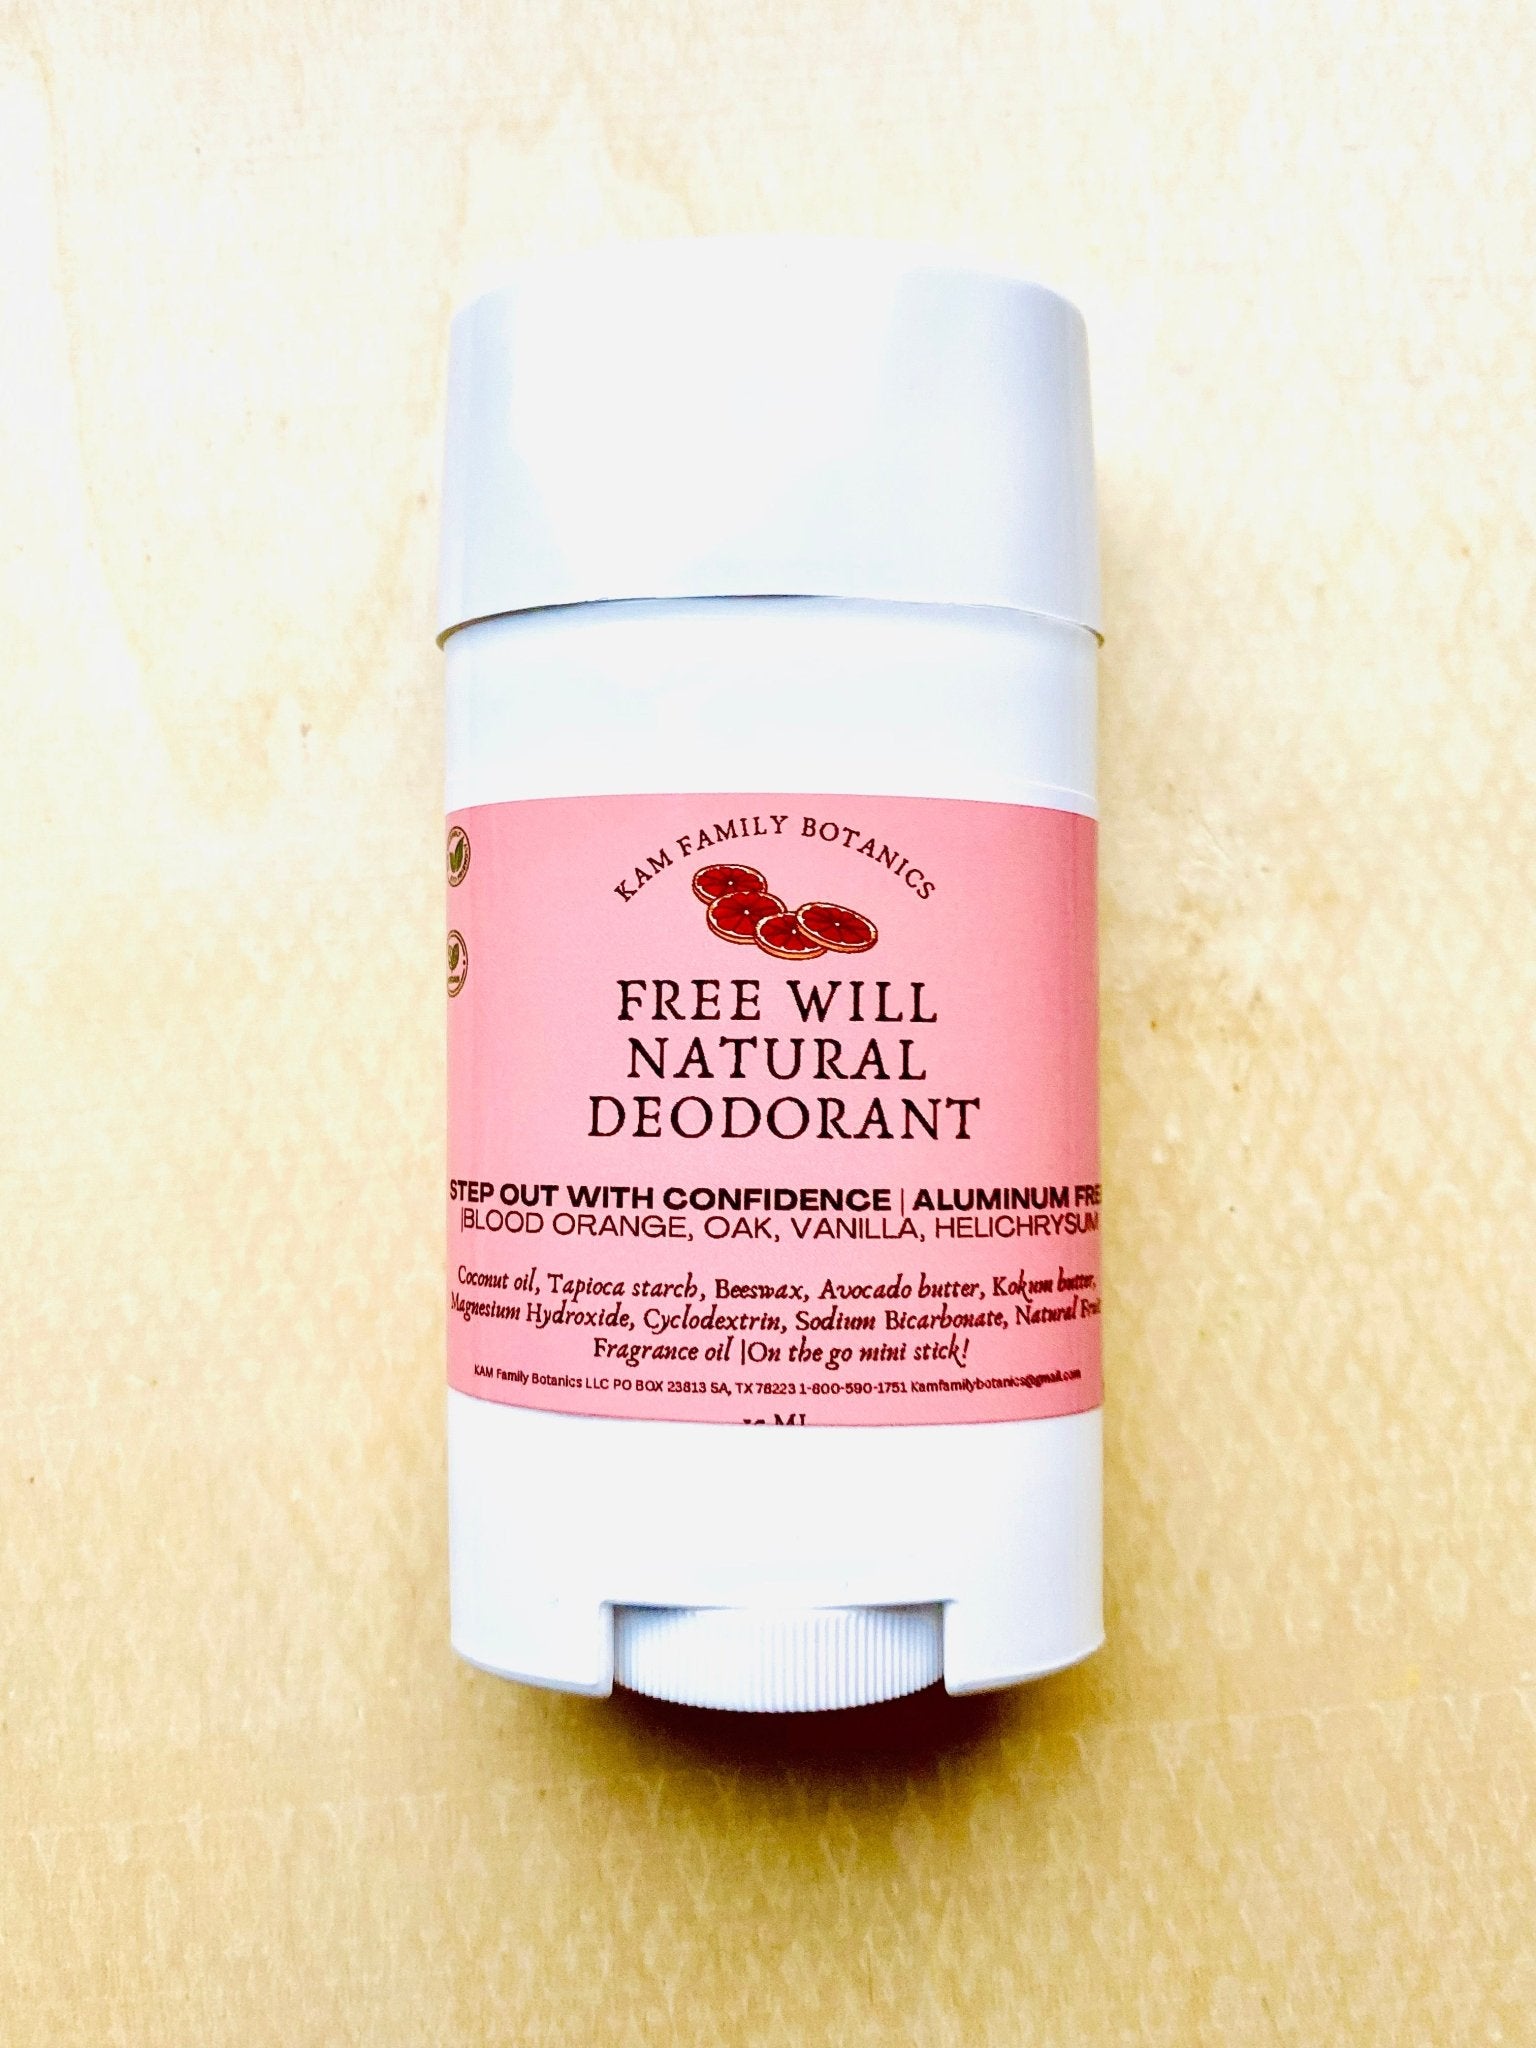 KAM FAMILY BOTANICS
FREE WILL
NATURAL
DEODORANT
STEP OUT WITH CONFIDENCE | ALUMINUM FRE
|BLOOD ORANGE, OAK, VANILLA, HELICHRYSUM
Coconut oil, Tapioca starch, Beeswax, Avocado butter, Kokum butter,
Magnesium Hydroxide, Cyclodextrin, Sodium Bicarbonate, Natural Fruit
Fragrance oil |On the go mini stick!
KAM Family Botanics LLC PO BOX 23813 SA, TX 78223 1-800-590-1751 Kamfamilybotanics@gmail.com
ML